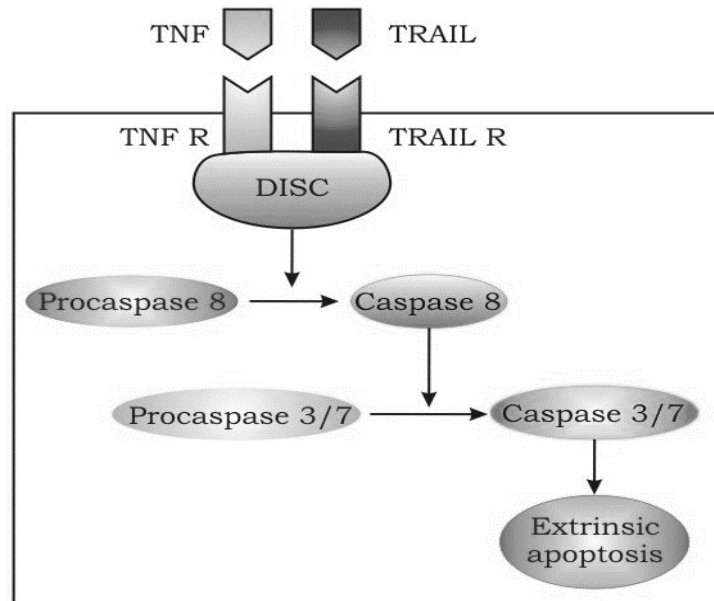 TNF
TRAIL
TNF R
TRAIL R
DISC
Procaspase 8
Caspase 8
Procaspase 3/7
Caspase 3/7
Extrinsic
apoptosis